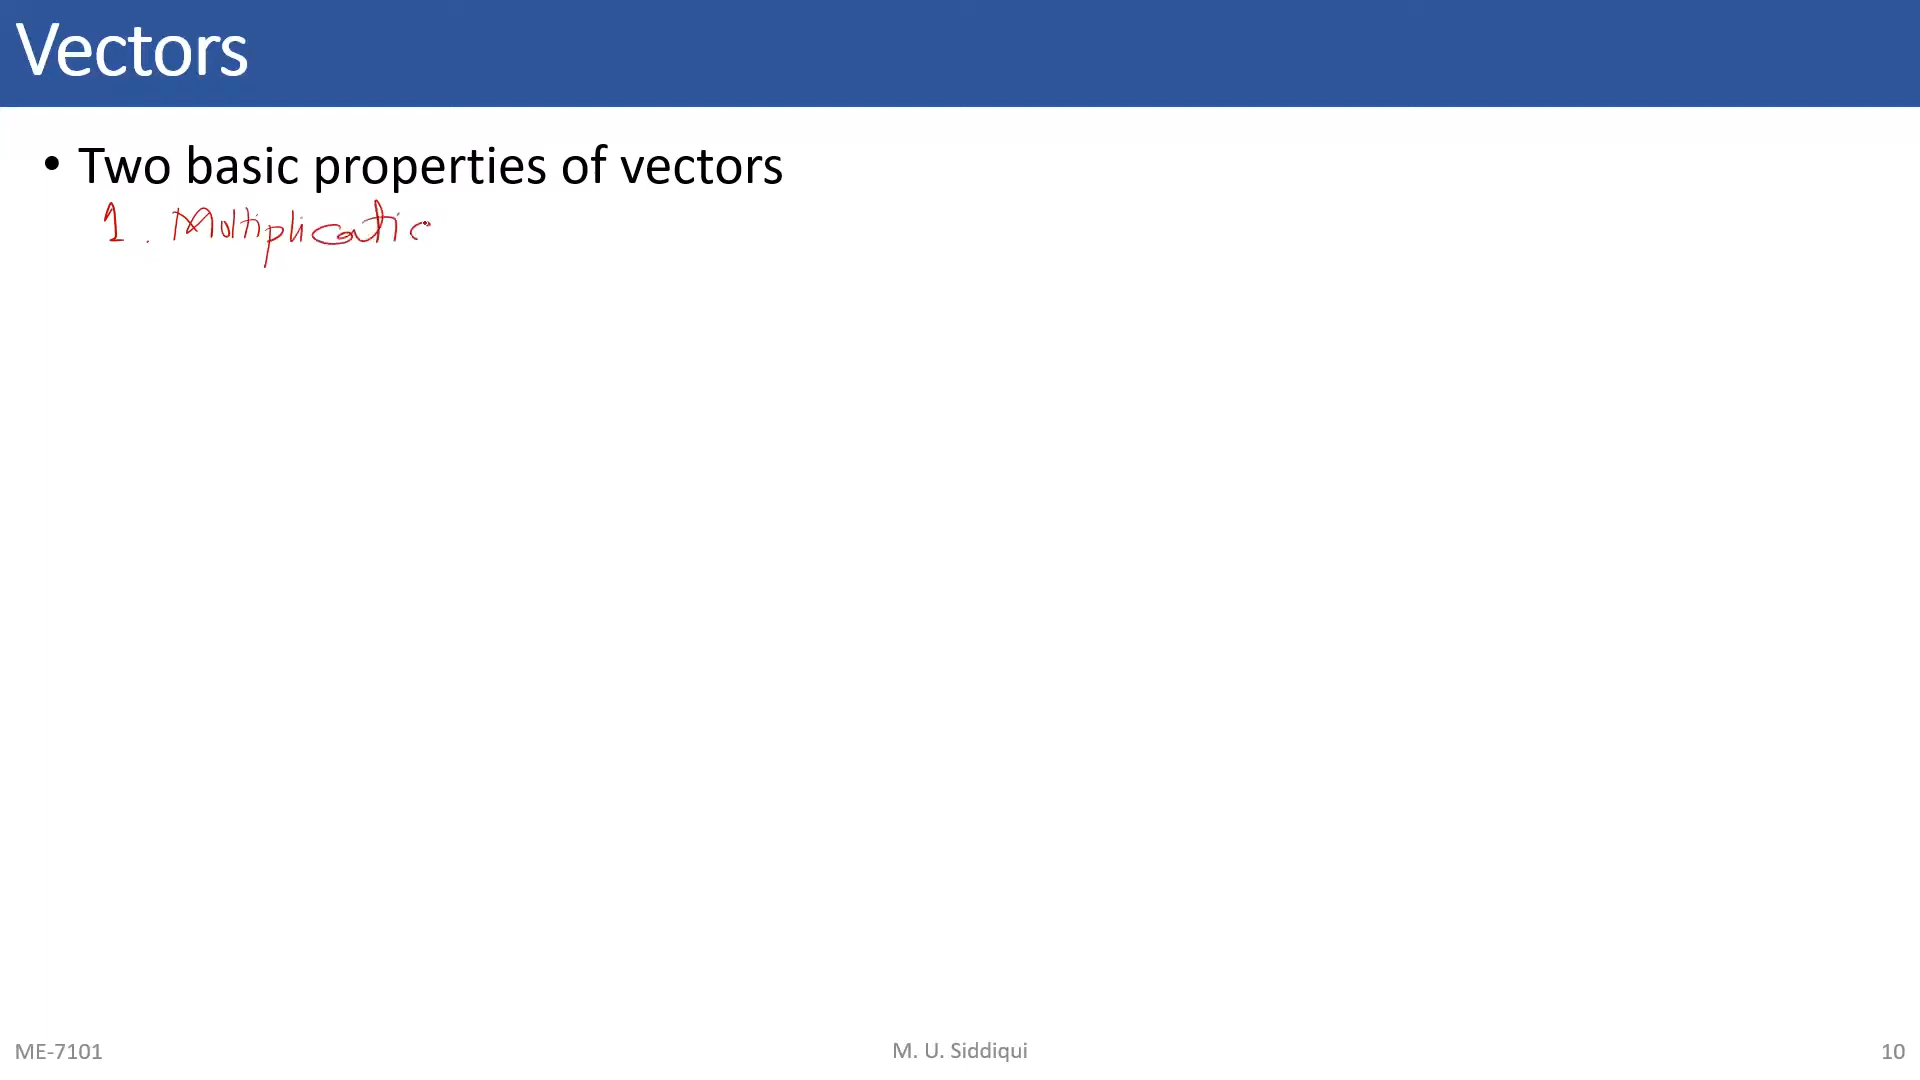 Vectors
• Two basic properties of vectors
1. Multiplicatio
ME-7101
M. U. Siddiqui
10